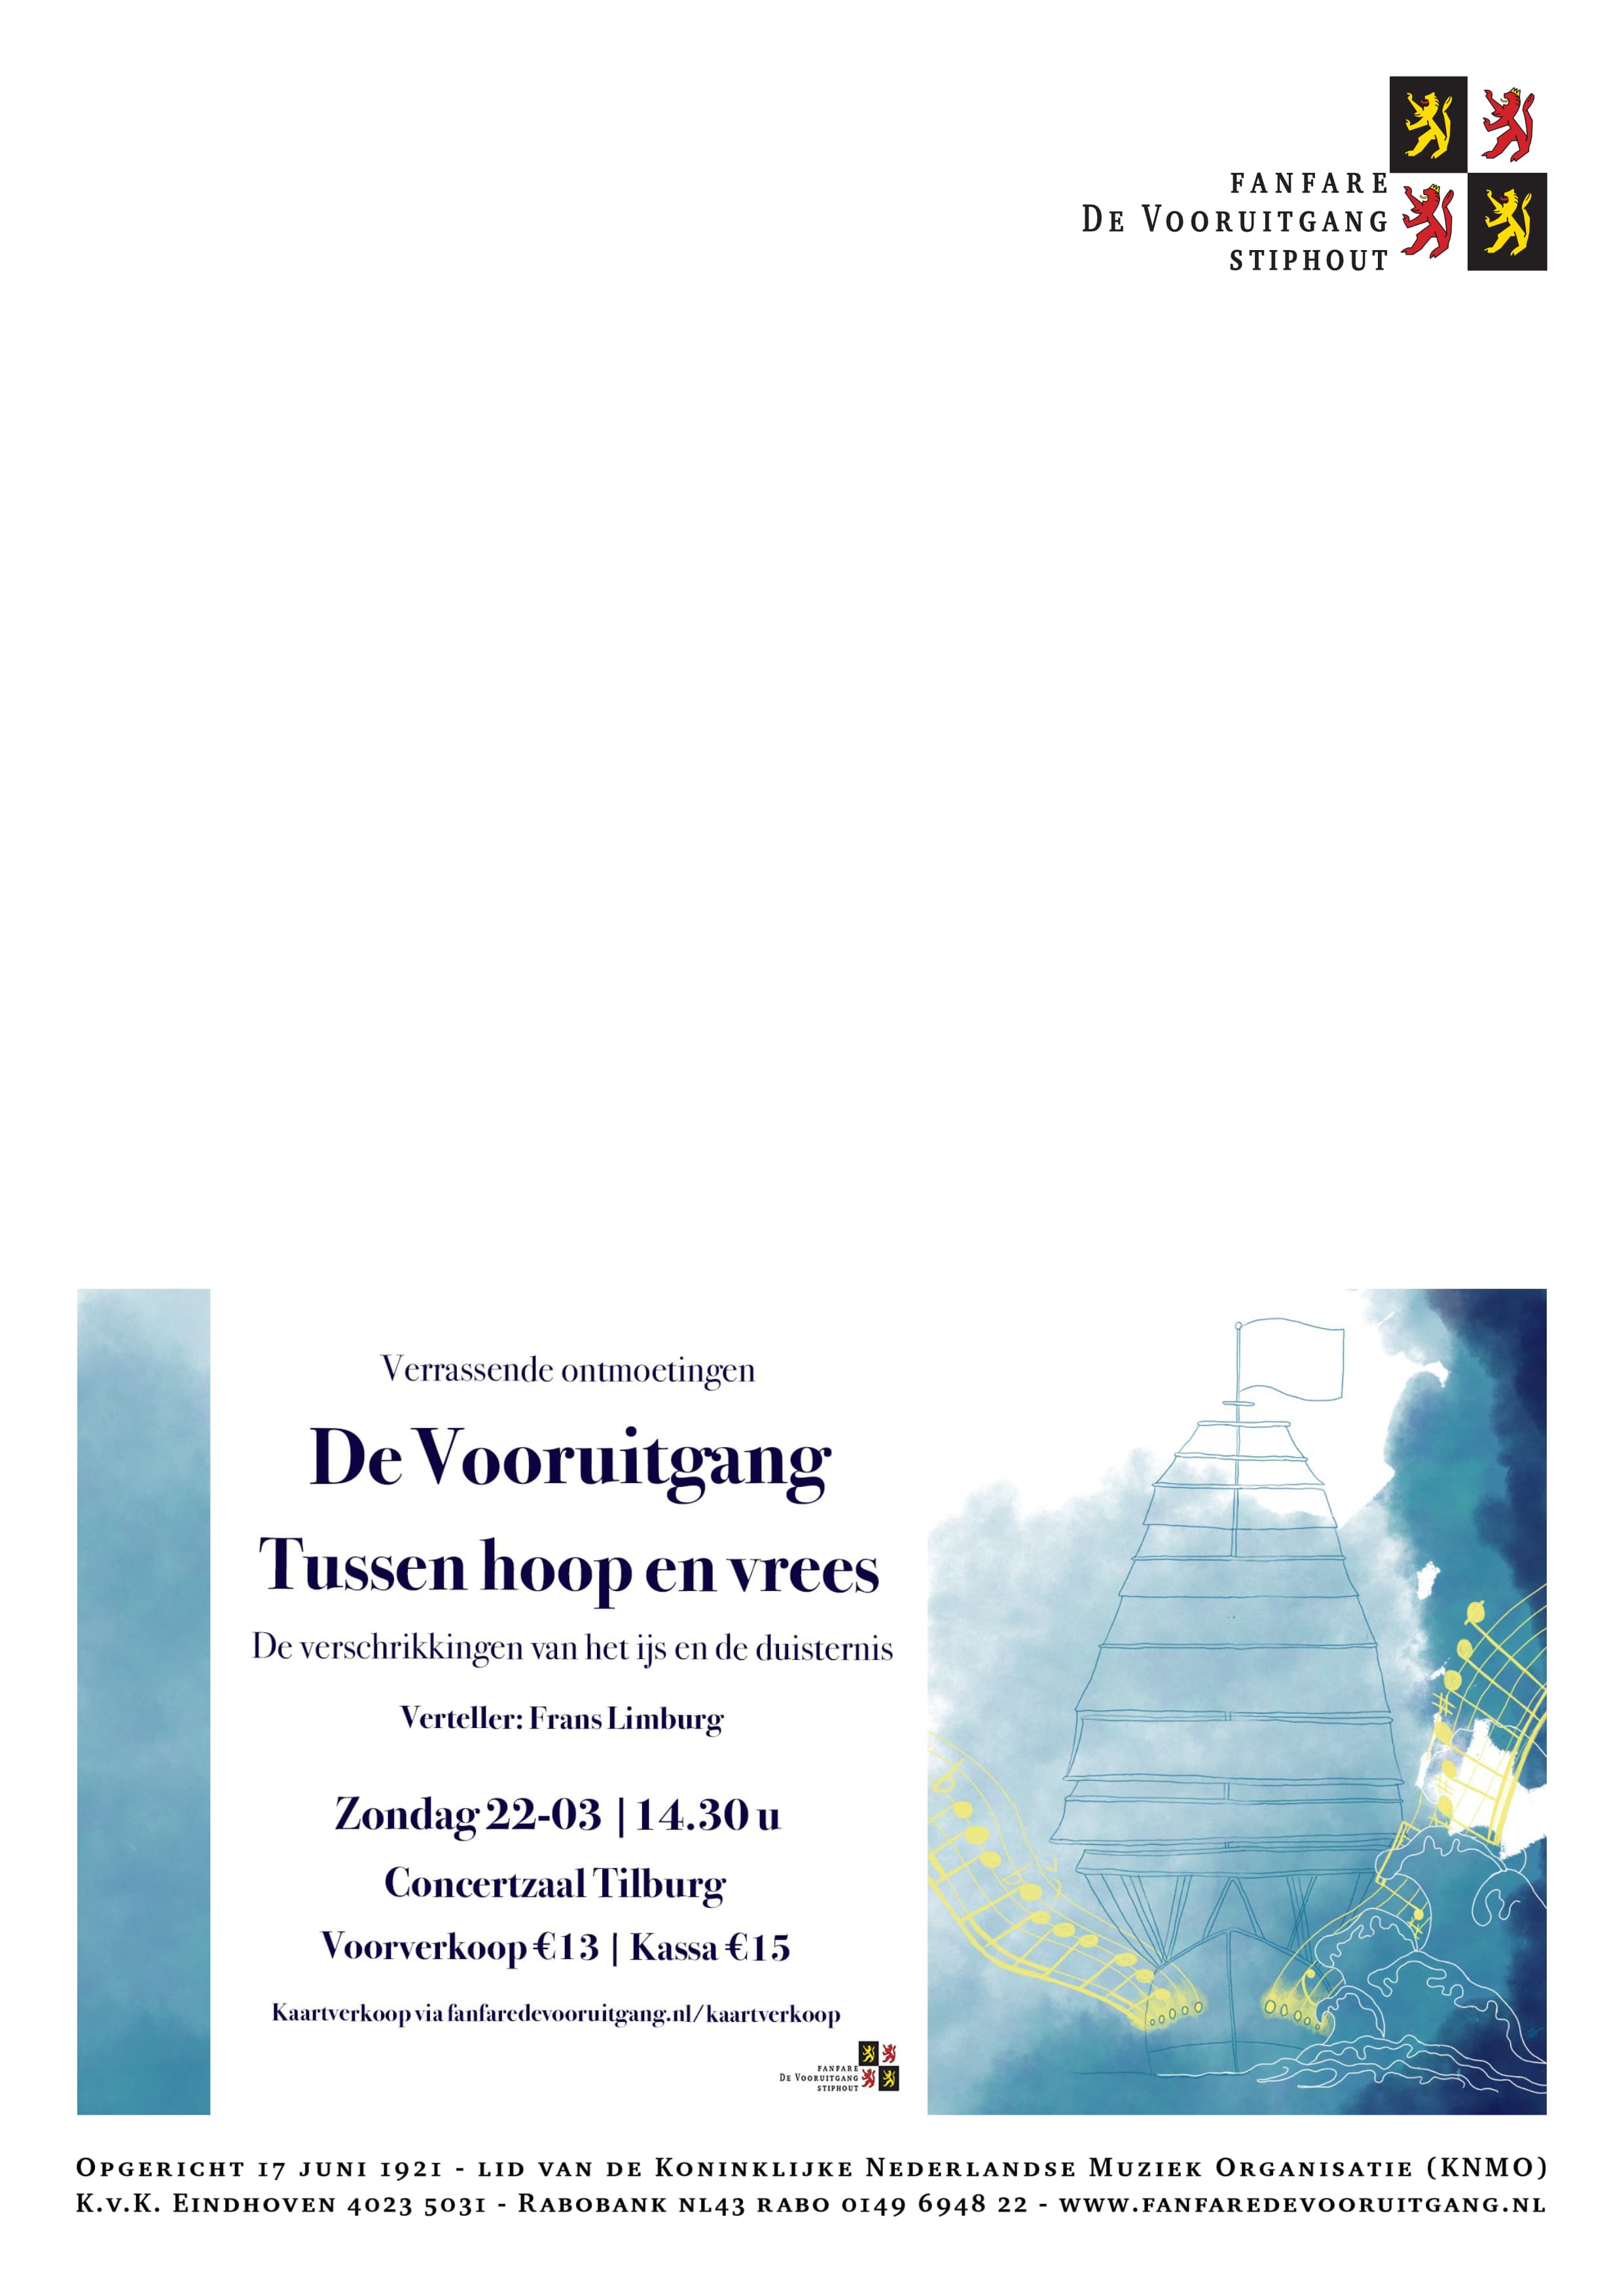 FANFARE
DE VOORUITGANG
STIPHOUT
Verrassende ontmoetingen
De Vooruitgang
Tussen hoop en vrees
De verschrikkingen van het ijs en de duisternis
Verteller: Frans Limburg
Zondag 22-03 | 14.30 u
Concertzaal Tilburg
Voorverkoop €13 | Kassa €15
Kaartverkoop via fanfaredevooruitgang.nl/kaartverkoop
FANFARE
DE VOORUITGANG
STIPHOUT
OPGERICHT 17 JUNI 1921 - LID VAN DE KONINKLIJKE NEDERLANDSE MUZIEK ORGANISATIE (KNMO)
K.V.K. EINDHOVEN 4023 5031 - RABOBANK NL43 RABO 0149 6948 22 - WWW.FANFAREDEVOORUITGANG.NL